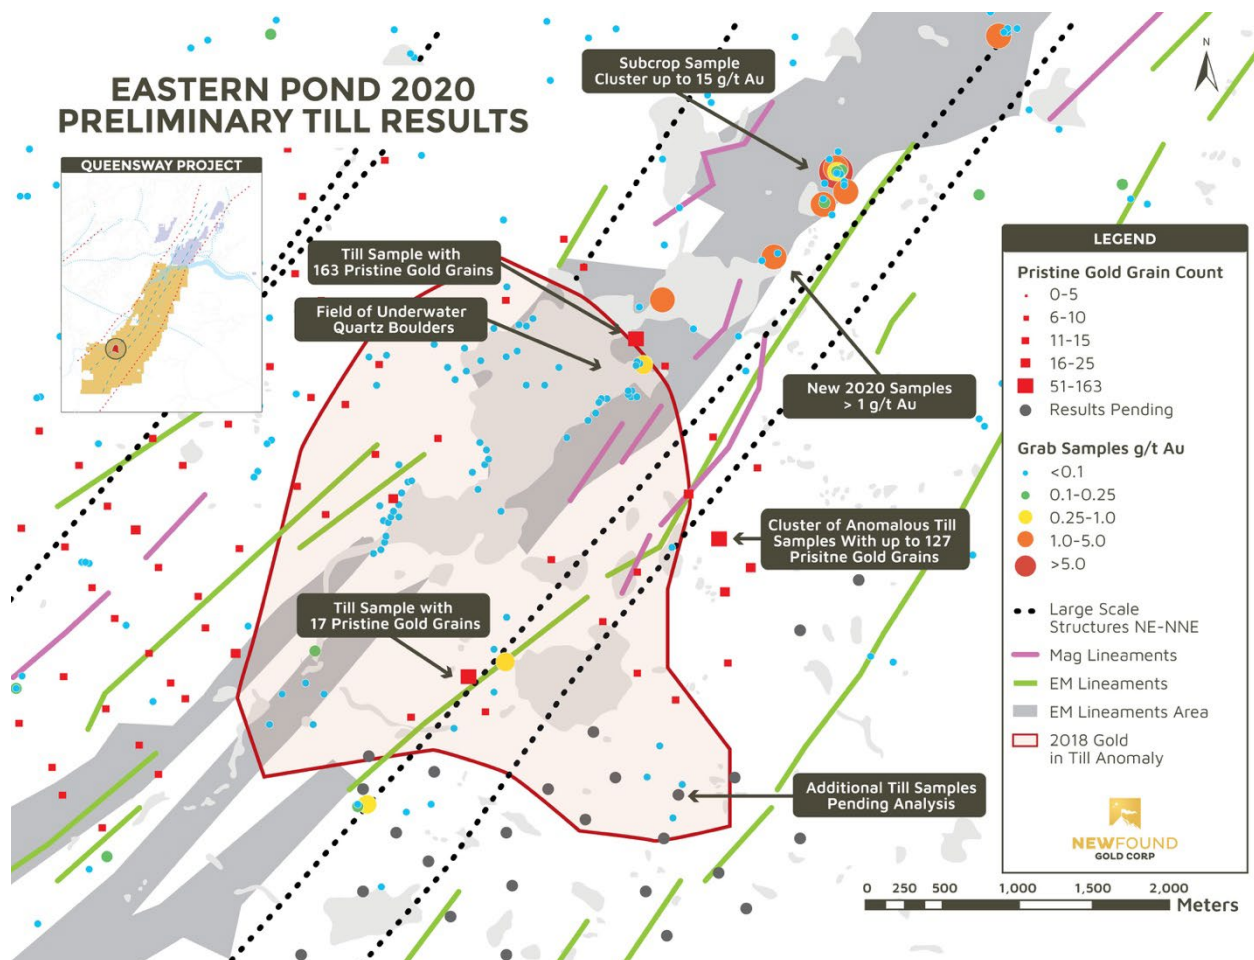 EASTERN POND 2020
PRELIMINARY TILL RESULTS
QUEENSWAY PROJECT
Subcrop Sample
Cluster up to 15 g/t Au
N
Till Sample with
163 Pristine Gold Grains
Field of Underwater
Quartz Boulders
New 2020 Samples
> 1 g/t Au
Cluster of Anomalous Till
Samples With up to 127
Prisitne Gold Grains
Till Sample with
17 Pristine Gold Grains
Additional Till Samples
Pending Analysis
LEGEND
Pristine Gold Grain Count
0-5
6-10
11-15
16-25
51-163
Results Pending
Grab Samples g/t Au
<0.1
0.1-0.25
0.25-1.0
1.0-5.0
>5.0
Large Scale
Structures NE-NNE
Mag Lineaments
EM Lineaments
EM Lineaments Area
2018 Gold
in Till Anomaly
NEWFOUND
GOLD CORP
0 250 500 1,000 1,500 2,000
Meters